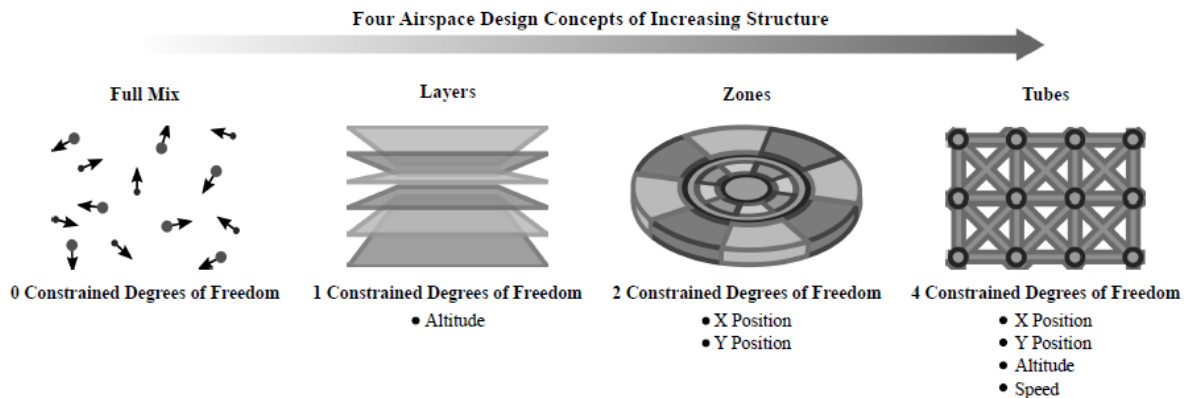 Four Airspace Design Concepts of Increasing Structure
Full Mix
Layers
Zones
Tubes
0 Constrained Degrees of Freedom
1 Constrained Degrees of Freedom
• Altitude
2 Constrained Degrees of Freedom
• X Position
• Y Position
4 Constrained Degrees of Freedom
• X Position
• Y Position
• Altitude
• Speed